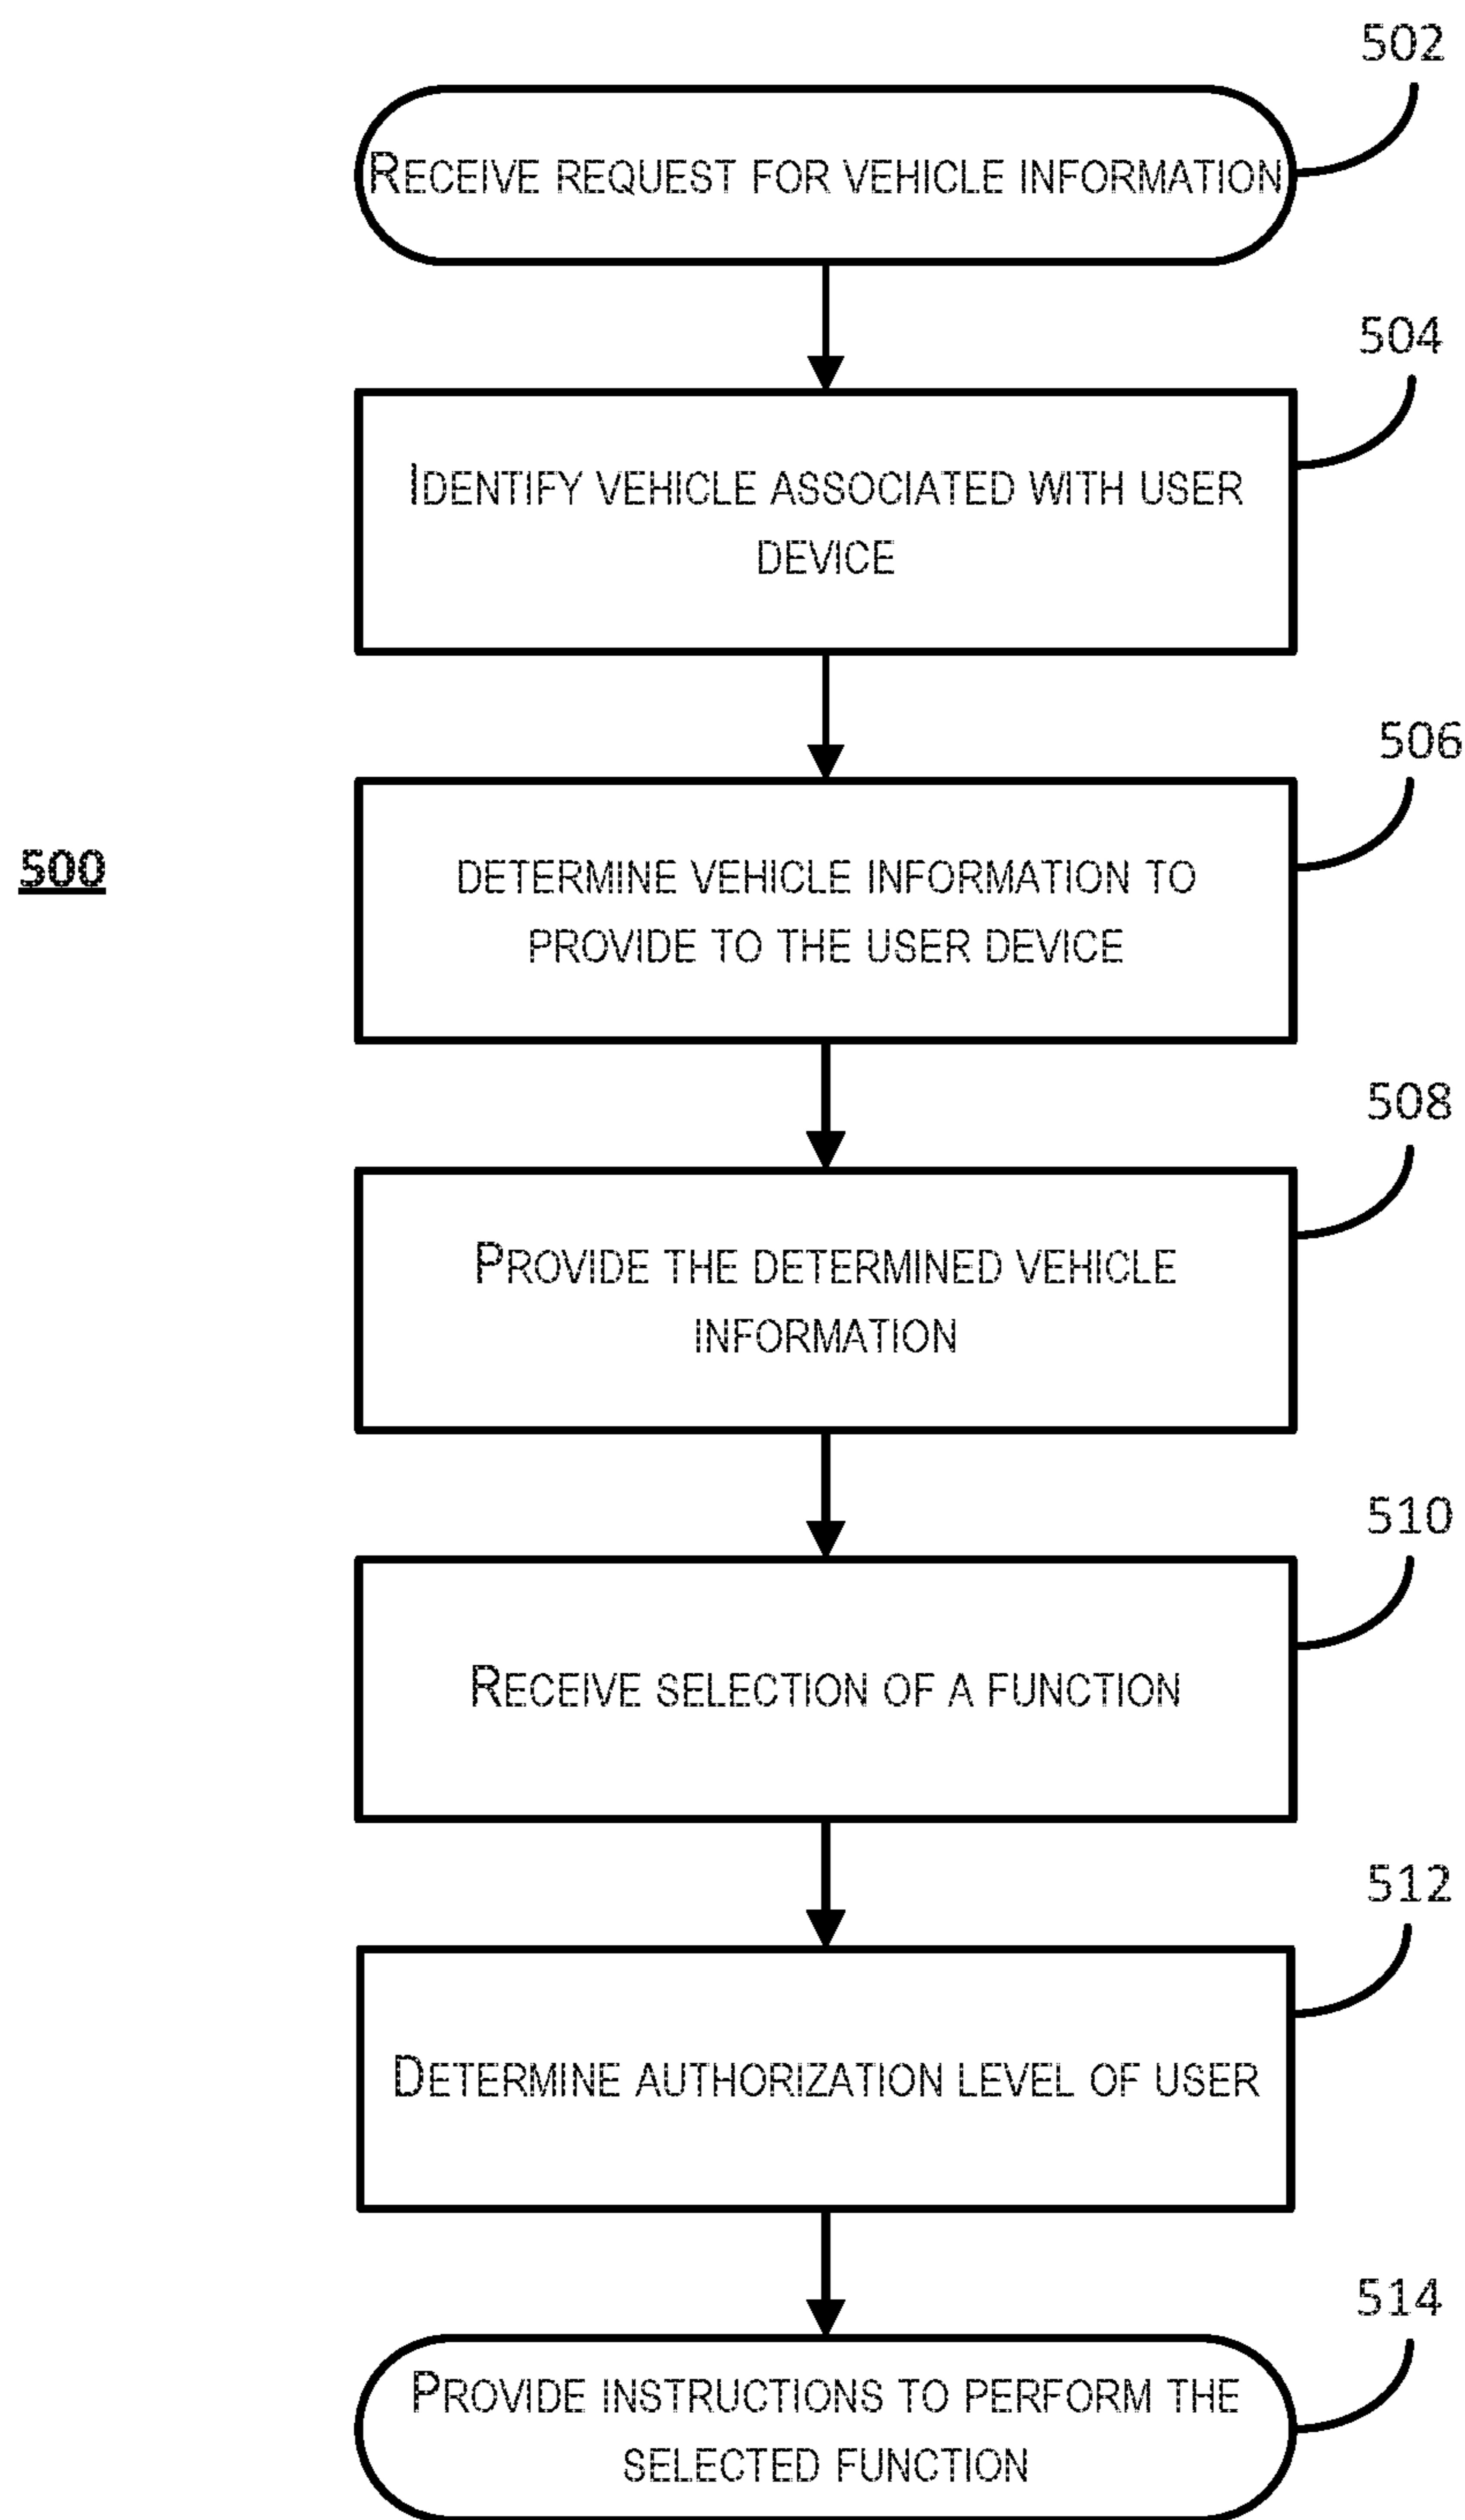 502
Receive request for vehicle information
504
Identify vehicle associated with user
device
506
500
determine vehicle information to
provide to the user device
508
Provide the determined vehicle
information
510
Receive selection of a function
512
Determine authorization level of user
514
Provide instructions to perform the
selected function